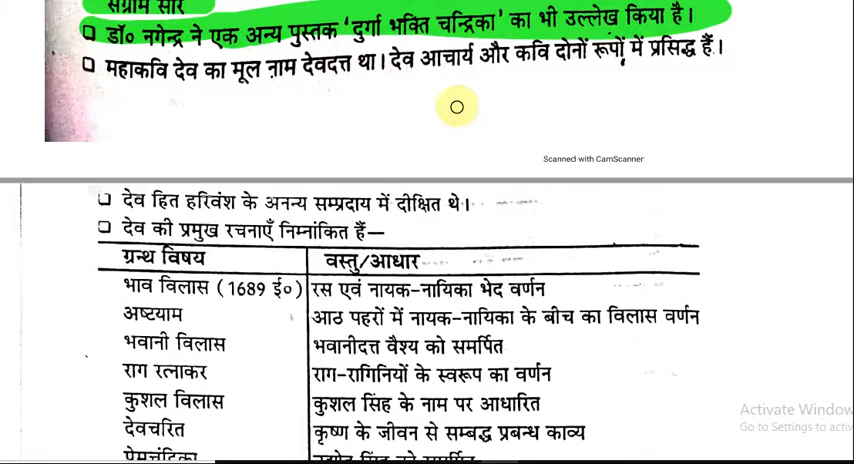 संग्राम सार
❑ डॉ० नगेन्द्र ने एक अन्य पुस्तक ‘दुर्गा भक्ति चन्द्रिका’ का भी उल्लेख किया है।
❑ महाकवि देव का मूल नाम देवदत्त था। देव आचार्य और कवि दोनों रूपों में प्रसिद्ध हैं।
Scanned with CamScanner
❑ देव हित हरिवंश के अनन्य सम्प्रदाय में दीक्षित थे।
❑ देव की प्रमुख रचनाएँ निम्नांकित हैं—
ग्रन्थ विषय वस्तु/आधार
भाव विलास (1689 ई०) रस एवं नायक-नायिका भेद वर्णन
अष्टयाम आठ पहरों में नायक-नायिका के बीच का विलास वर्णन
भवानी विलास भवानीदत्त वैश्य को समर्पित
राग रत्नाकर राग-रागिनियों के स्वरूप का वर्णन
कुशल विलास कुशल सिंह के नाम पर आधारित
देवचरित कृष्ण के जीवन से सम्बद्ध प्रबन्ध काव्य
Activate Window
Go to Settings to activ